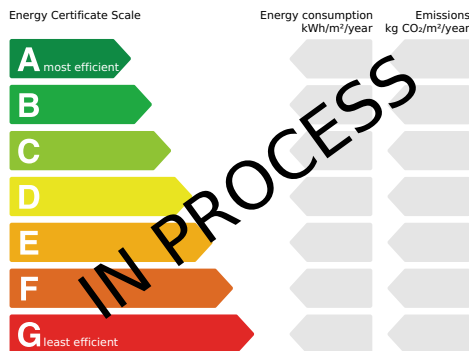 Energy Certificate Scale
Energy consumption
kWh/m²/year
Emissions
kg CO₂/m²/year
A most efficient
B
C
D
E
F
G least efficient
IN PROCESS